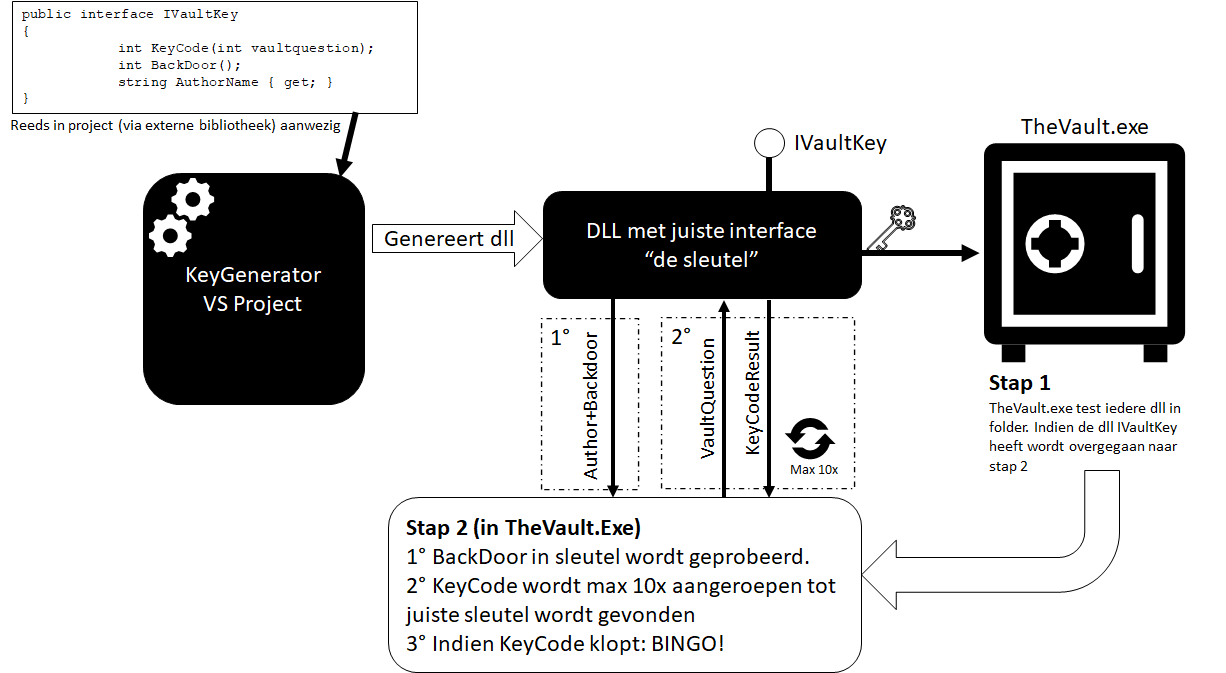 public interface IVaultKey
{
int KeyCode(int vaultquestion);
int BackDoor();
string AuthorName { get; }
}
Reeds in project (via externe bibliotheek) aanwezig
KeyGenerator
VS Project
Genereert dll
IVaultKey
DLL met juiste interface
“de sleutel”
TheVault.exe
1°
Author+Backdoor
2°
VaultQuestion
KeyCodeResult
Max 10x
Stap 1
TheVault.exe test iedere dll in
folder. Indien de dll IVaultKey
heeft wordt overgegaan naar
stap 2
Stap 2 (in TheVault.Exe)
1° BackDoor in sleutel wordt geprobeerd.
2° KeyCode wordt max 10x aangeroepen tot
juiste sleutel wordt gevonden
3° Indien KeyCode klopt: BINGO!